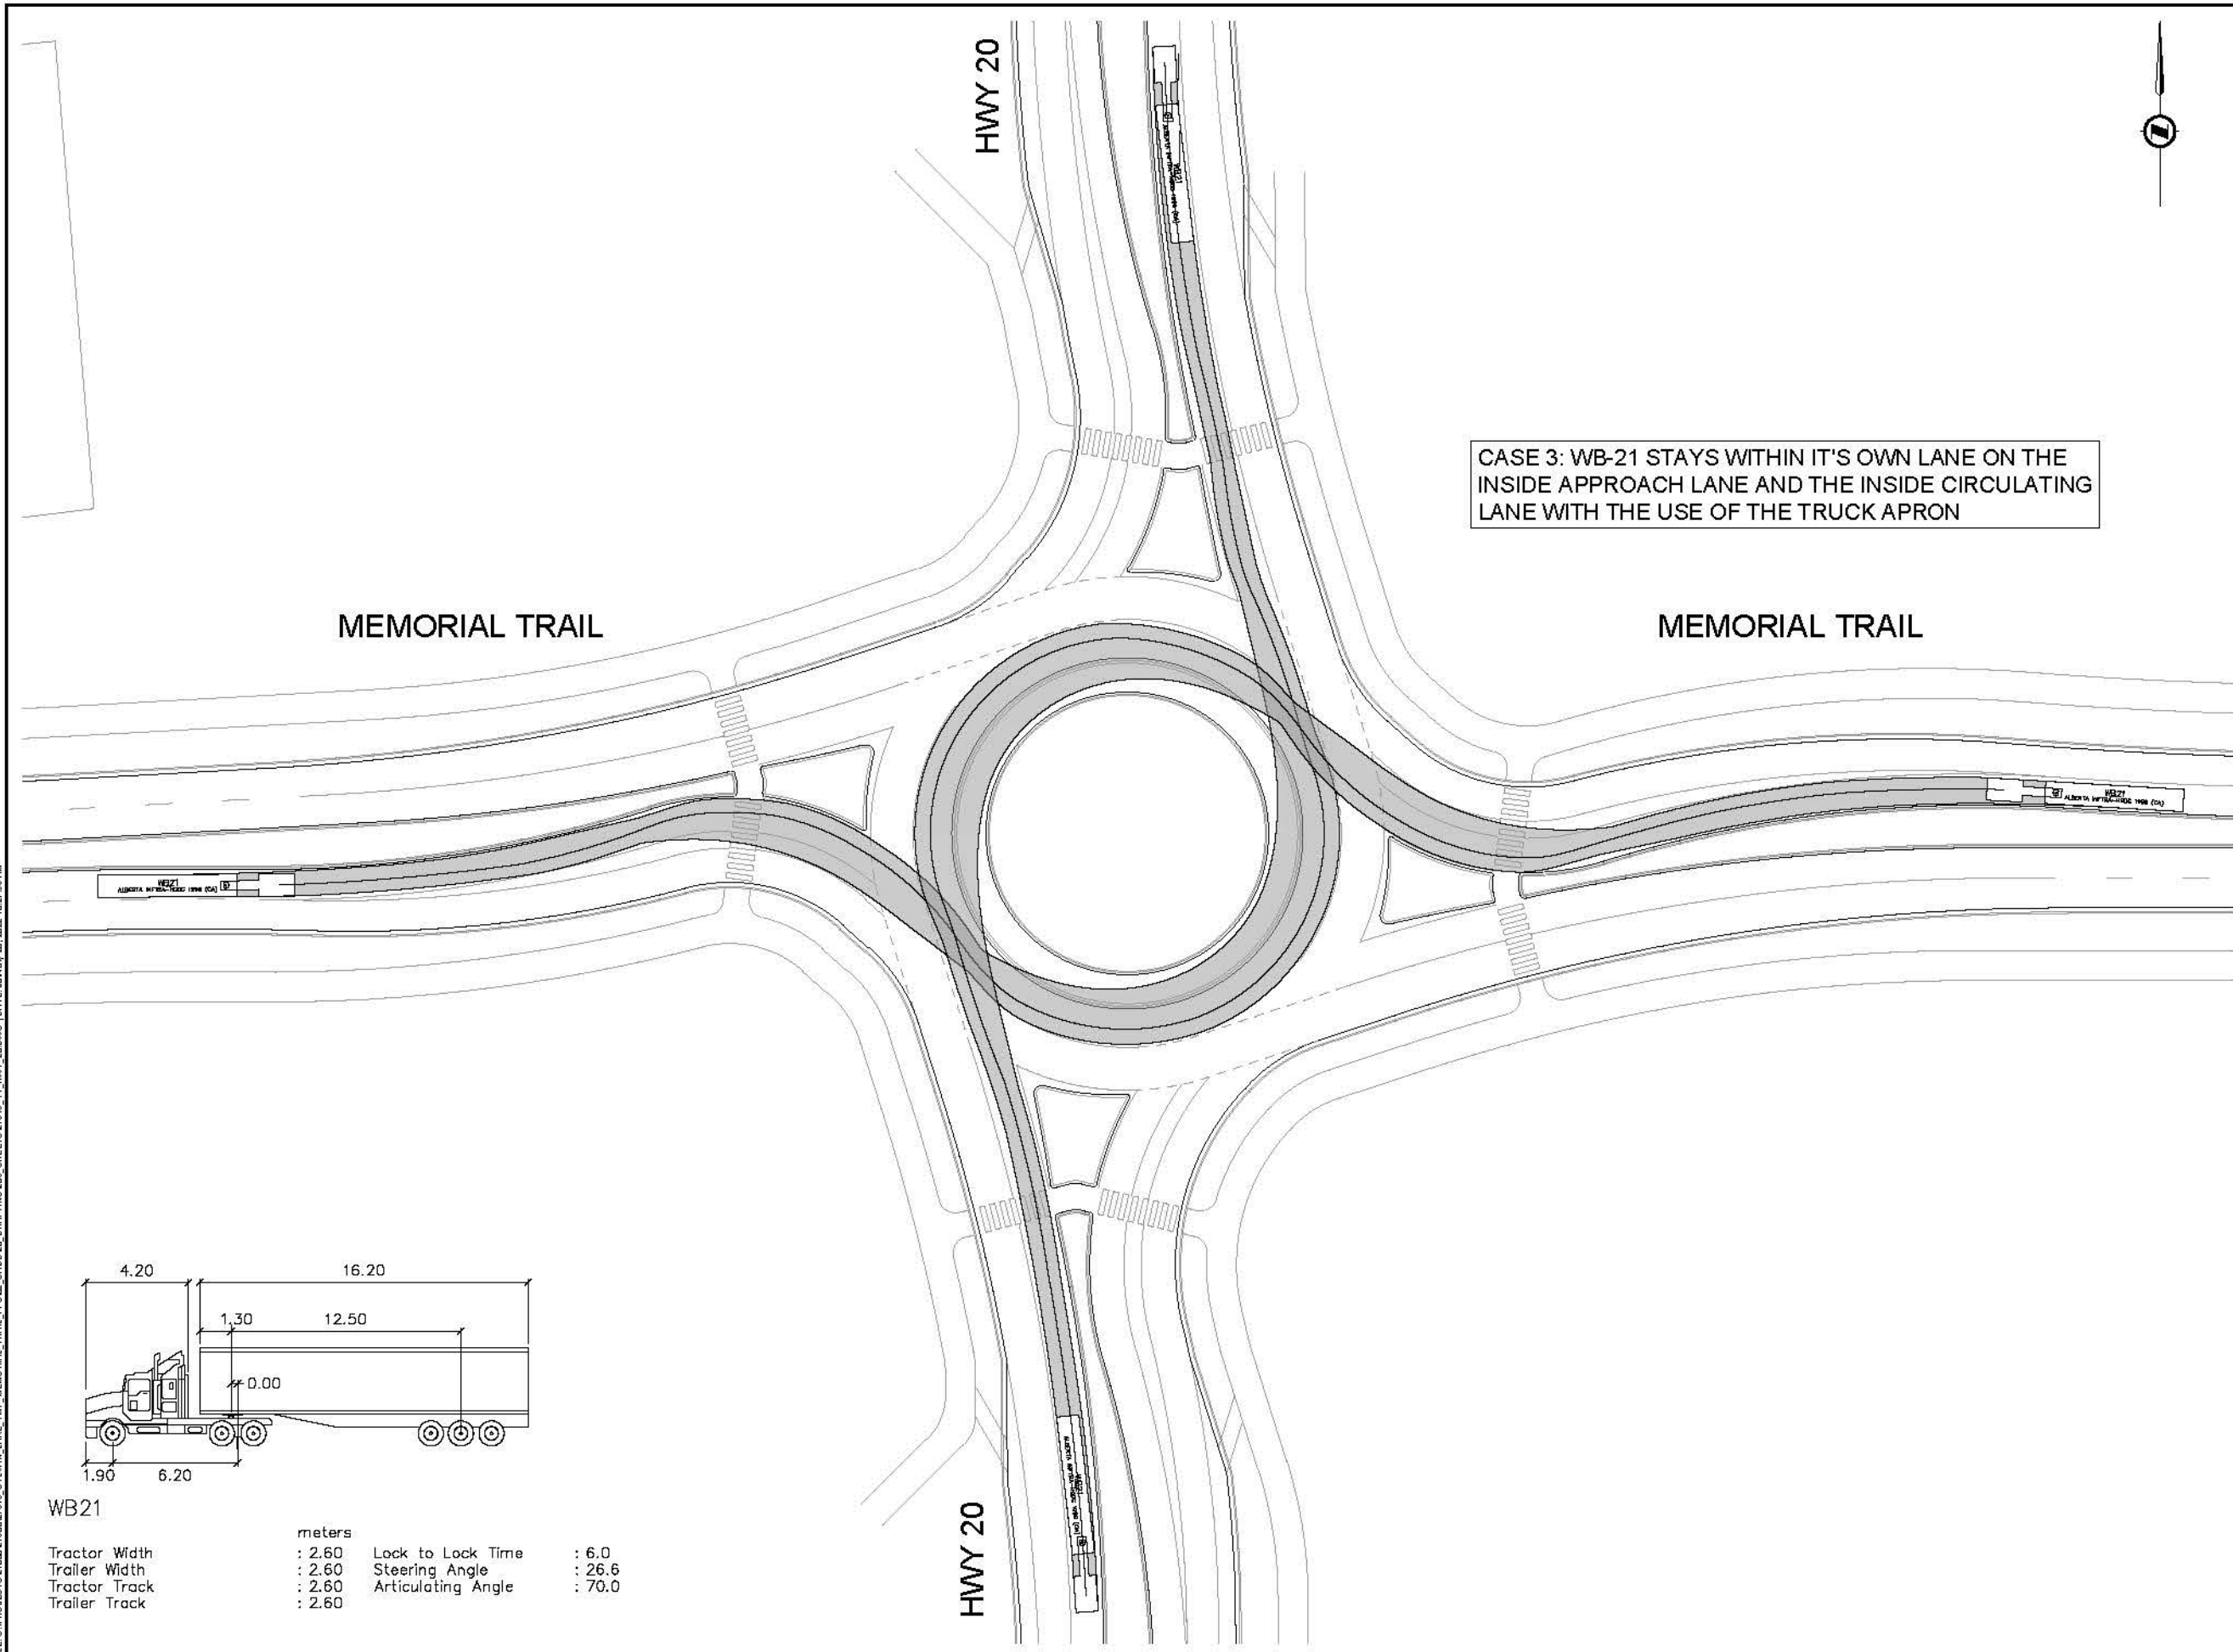 HWY 20
CASE 3: WB-21 STAYS WITHIN IT'S OWN LANE ON THE
INSIDE APPROACH LANE AND THE INSIDE CIRCULATING
LANE WITH THE USE OF THE TRUCK APRON
MEMORIAL TRAIL
MEMORIAL TRAIL
WB21
WB21
WB21
WB21
4.20
16.20
1.30
12.50
0.00
1.90
6.20
WB21
meters
Tractor Width : 2.60 Lock to Lock Time : 6.0
Trailer Width : 2.60 Steering Angle : 26.6
Tractor Track : 2.60 Articulating Angle : 70.0
Trailer Track : 2.60
HWY 20